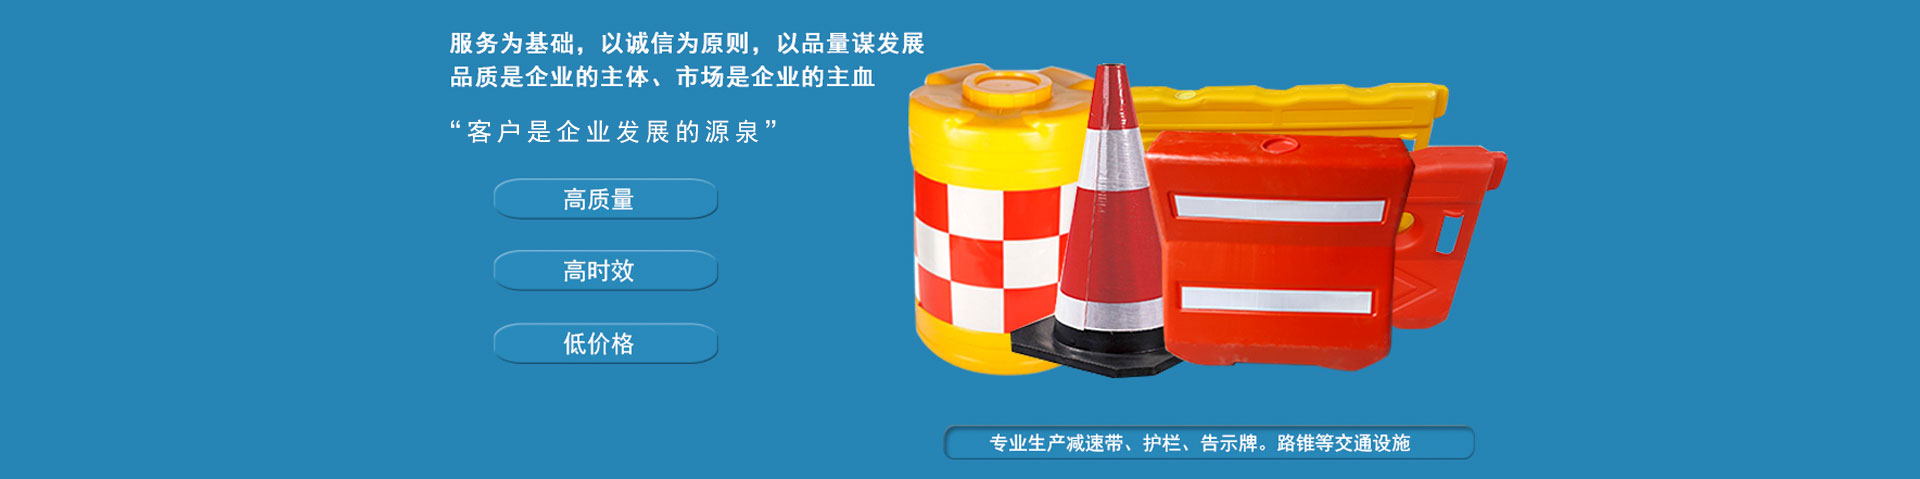 服务为基础，以诚信为原则，以品量谋发展
品质是企业的主体、市场是企业的主血
“客户是企业发展的源泉”
高质量
高时效
低价格
专业生产减速带、护栏、告示牌。路锥等交通设施